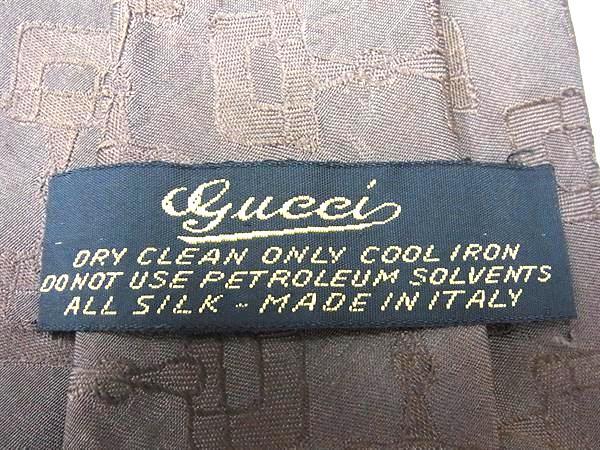 Gucci
DRY CLEAN ONLY COOL IRON
DO NOT USE PETROLEUM SOLVENTS
ALL SILK - MADE IN ITALY